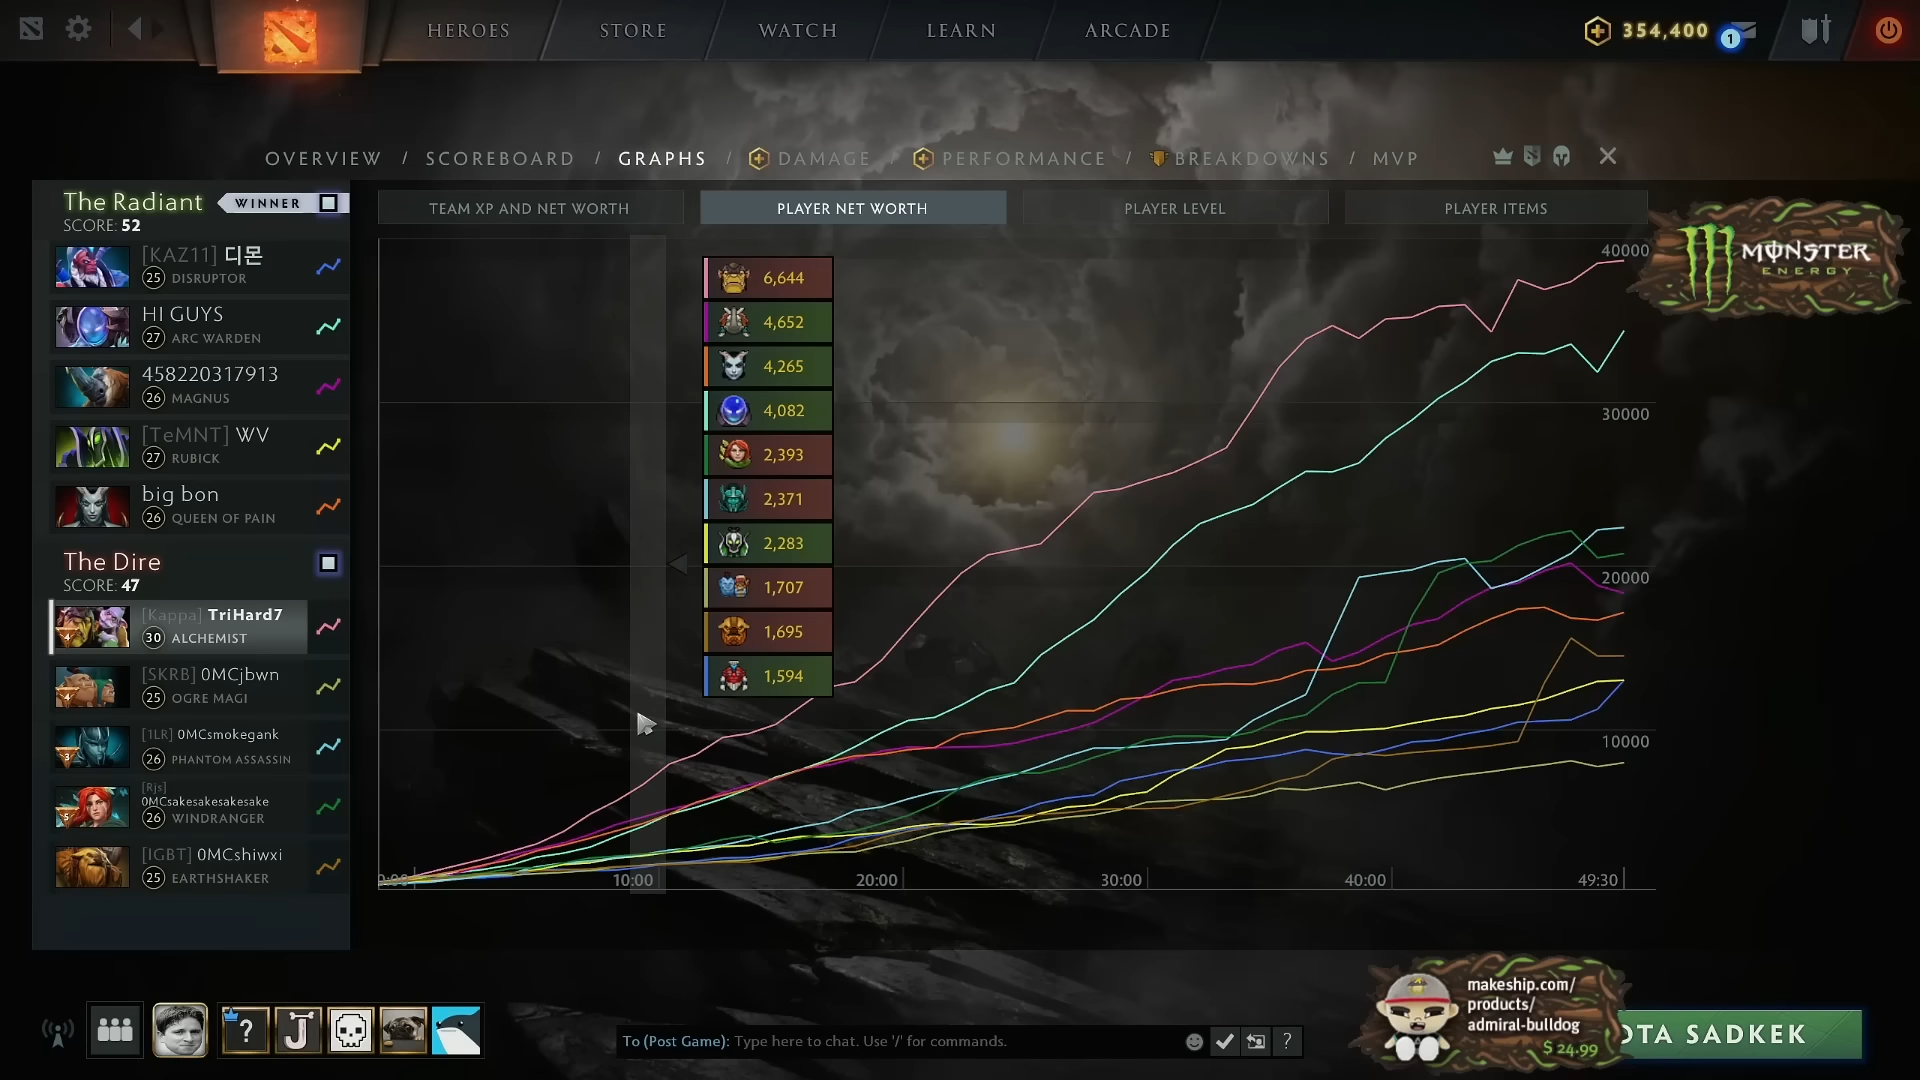 HEROES
STORE
WATCH
LEARN
ARCADE
354,400
1
OVERVIEW / SCOREBOARD / GRAPHS / DAMAGE / PERFORMANCE / BREAKDOWNS / MVP
The Radiant
WINNER
SCORE: 52
[KAZ11] 디몬
25 DISRUPTOR
HI GUYS
27 ARC WARDEN
458220317913
26 MAGNUS
[TeMNT] WV
27 RUBICK
big bon
26 QUEEN OF PAIN
The Dire
SCORE: 47
[Kappa] TriHard7
4
30 ALCHEMIST
[SKRB] 0MCjbwn
4
25 OGRE MAGI
[1LR] 0MCsmokegank
3
26 PHANTOM ASSASSIN
[Rjs]
0MCsakesakesakesake
5
26 WINDRANGER
[IGBT] 0MCshiwxi
25 EARTHSHAKER
TEAM XP AND NET WORTH
PLAYER NET WORTH
PLAYER LEVEL
PLAYER ITEMS
6,644
4,652
4,265
4,082
2,393
2,371
2,283
1,707
1,695
1,594
40000
30000
20000
10000
0:00
10:00
20:00
30:00
40:00
49:30
MONSTER
ENERGY
?
J
To (Post Game): Type here to chat. Use '/' for commands.
?
makeship.com/
products/
admiral-bulldog
$ 24.99
OTA SADKEK